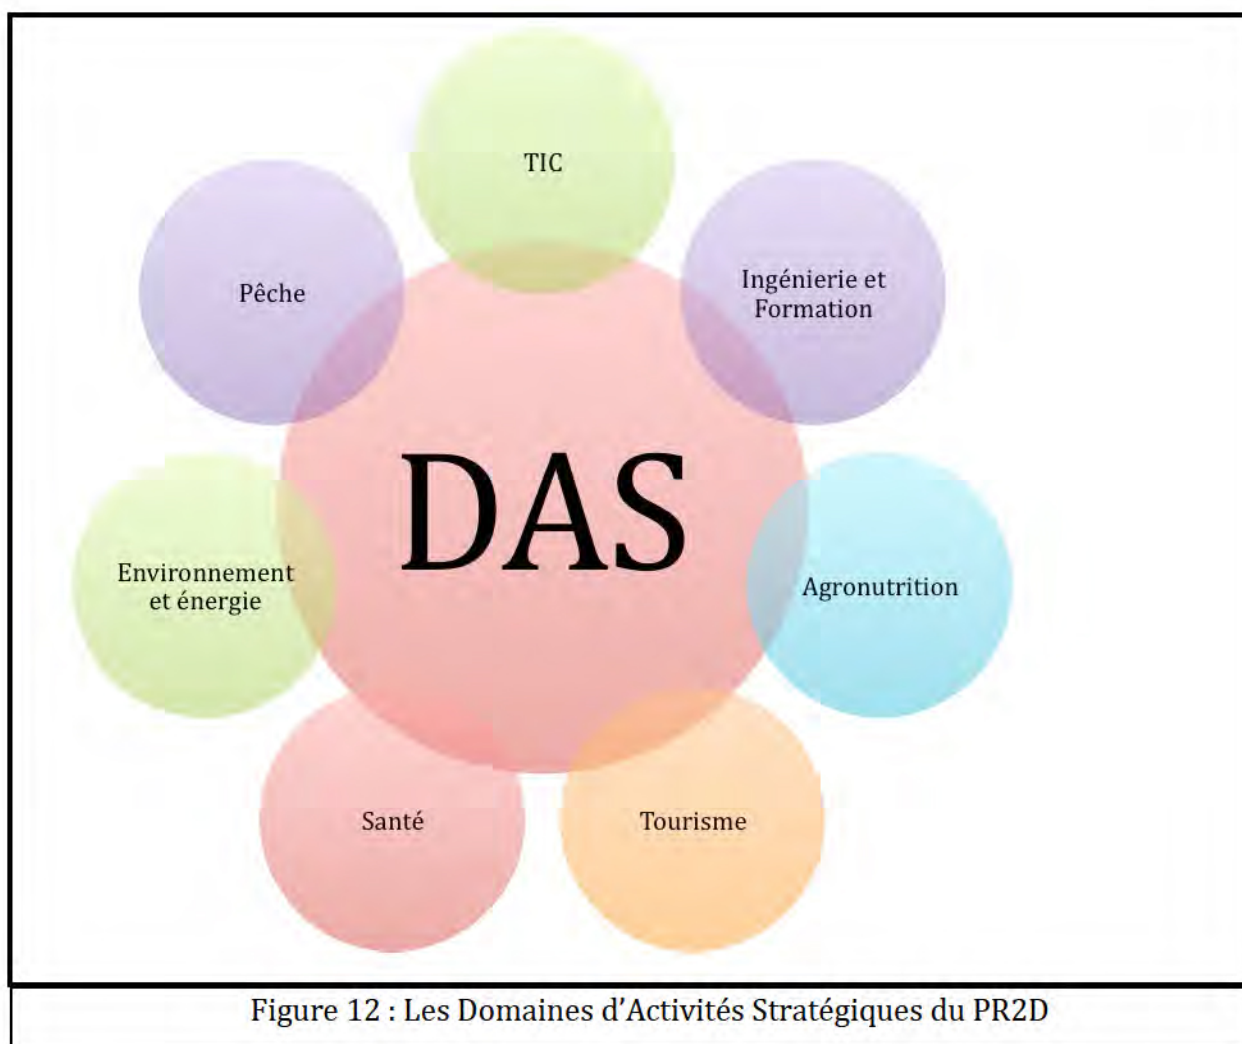 TIC
Pêche
Ingénierie et
Formation
DAS
Environnement
et énergie
Agronutrition
Santé
Tourisme
Figure 12 : Les Domaines d’Activités Stratégiques du PR2D